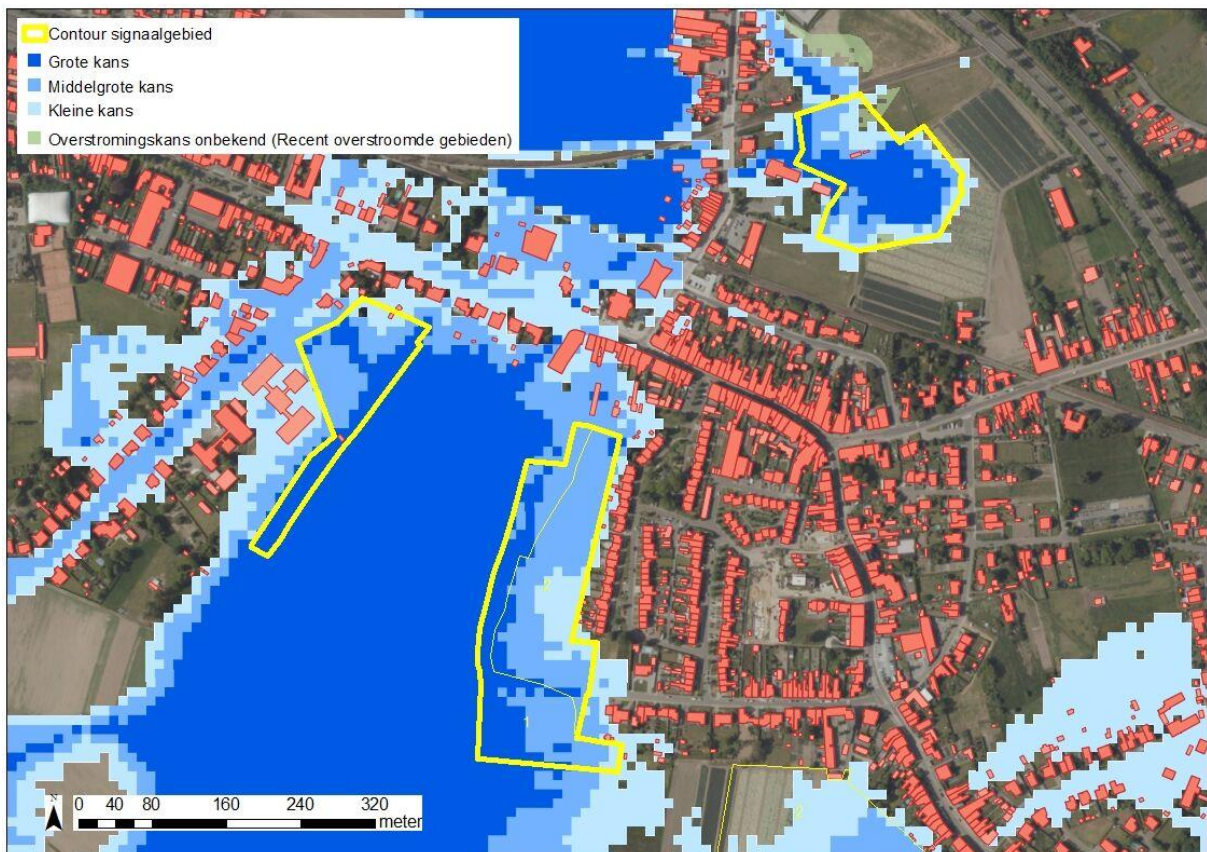 Contour signaalgebied
Grote kans
Middelgrote kans
Kleine kans
Overstromingskans onbekend (Recent overstroomde gebieden)
2
1
2
N
0 40 80 160 240 320
meter